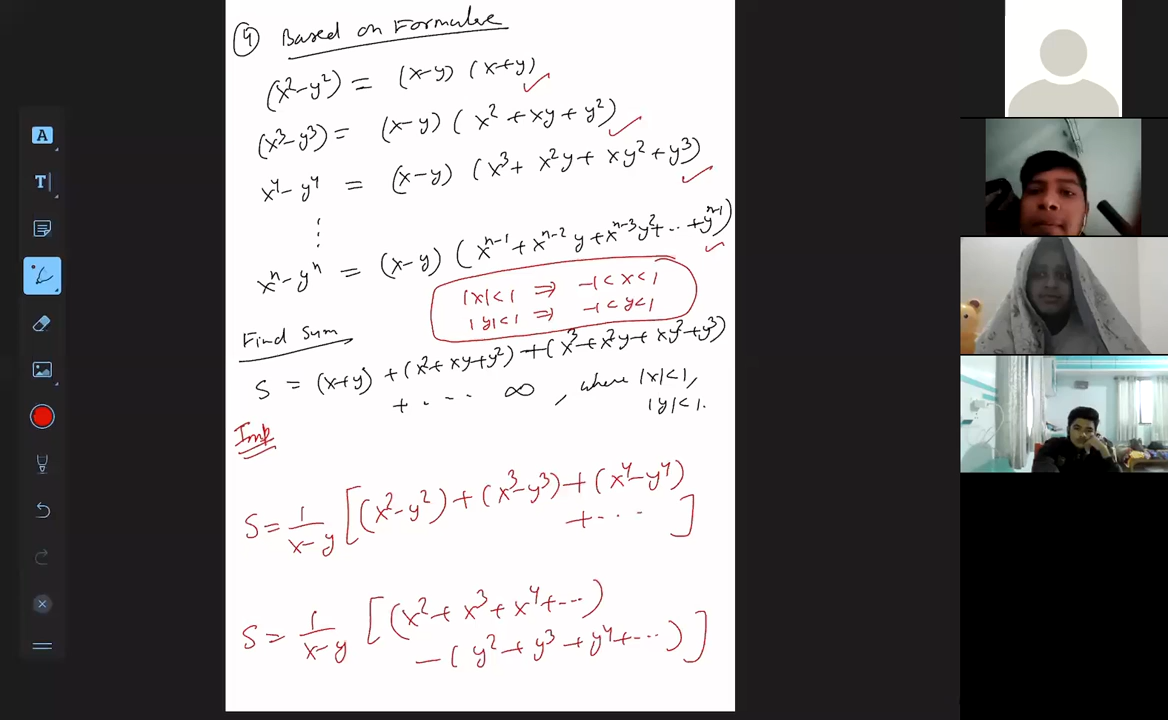 ④ Based on Formulae
(x²-y²) = (x-y) (x+y)
(x³-y³) = (x-y) (x² + xy + y²)
x⁴-y⁴ = (x-y) (x³ + x²y + xy² + y³)
⋮
xⁿ-yⁿ = (x-y) (xⁿ⁻¹ + xⁿ⁻²y + xⁿ⁻³y² + ... + yⁿ⁻¹)
|x|<1 ⇒ -1<x<1
|y|<1 ⇒ -1<y<1
Find Sum
S = (x+y) + (x²+xy+y²) + (x³+x²y+xy²+y³)
+ .... ∞, where |x|<1,
|y|<1.
Imp
S = 1/(x-y) [(x²-y²) + (x³-y³) + (x⁴-y⁴)
+ ... ]
S = 1/(x-y) [(x² + x³ + x⁴ + ...)
- (y² + y³ + y⁴ + ...)]
A
T